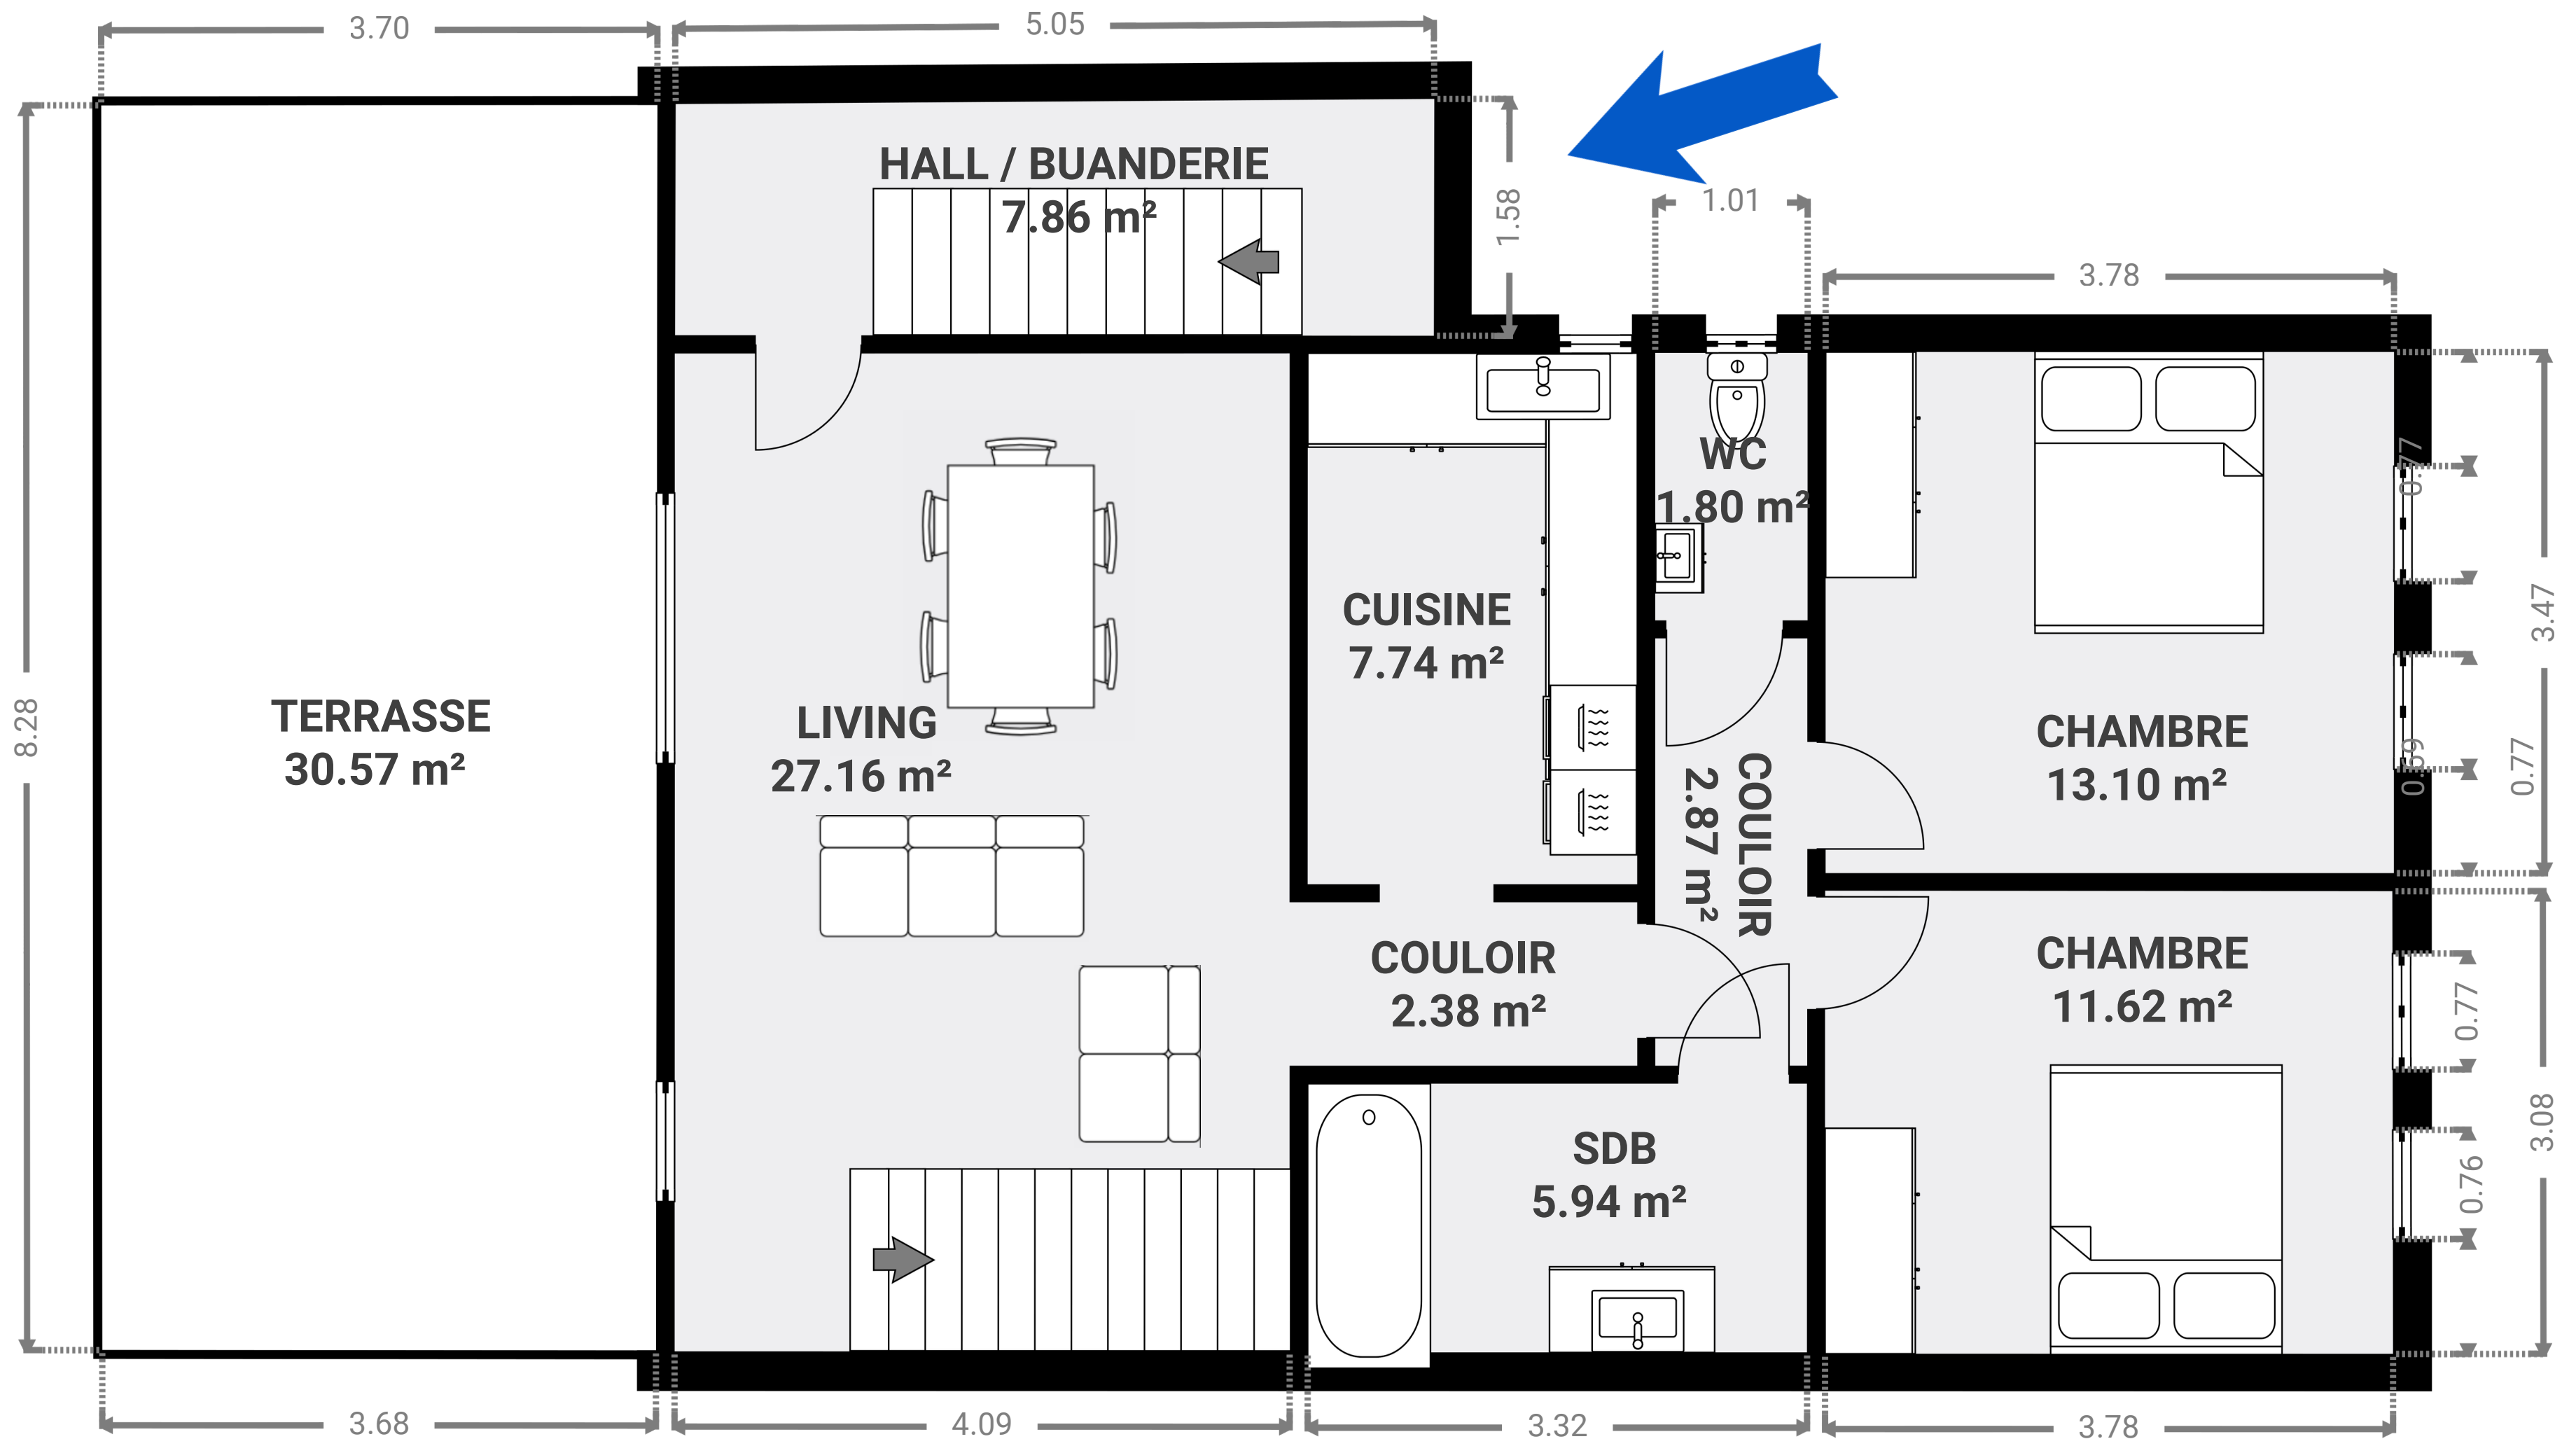 3.70
5.05
HALL / BUANDERIE
7.86 m²
1.58
1.01
3.78
WC
1.80 m²
0.77
3.47
CUISINE
7.74 m²
TERRASSE
30.57 m²
8.28
LIVING
27.16 m²
CHAMBRE
13.10 m²
0.69
0.77
COULOIR
2.87 m²
COULOIR
2.38 m²
CHAMBRE
11.62 m²
0.77
3.08
0.76
SDB
5.94 m²
3.68
4.09
3.32
3.78